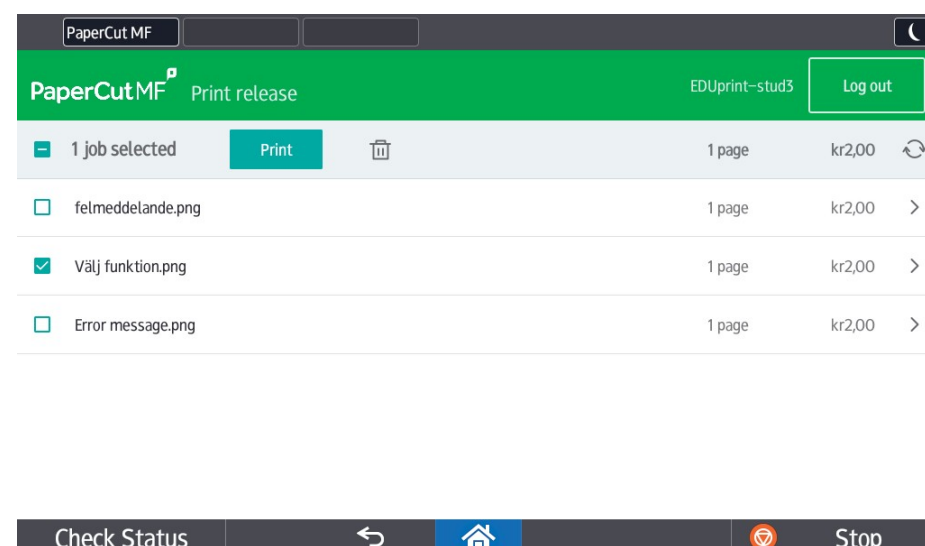 PaperCut MF
PaperCutMF Print release EDUprint-stud3 Log out
1 job selected Print 1 page kr2,00
felmeddelande.png 1 page kr2,00
Välj funktion.png 1 page kr2,00
Error message.png 1 page kr2,00
Check Status Stop